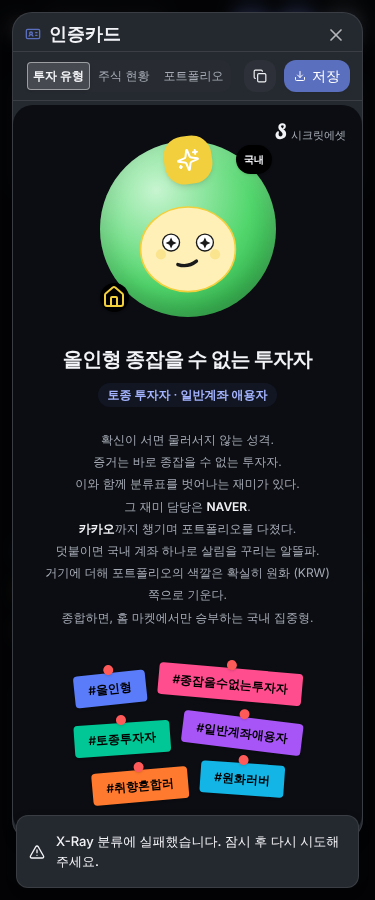 인증카드
투자 유형 주식 현황 포트폴리오 저장
시크릿에셋
국내
올인형 종잡을 수 없는 투자자
토종 투자자 · 일반계좌 애용자
확신이 서면 물러서지 않는 성격.
증거는 바로 종잡을 수 없는 투자자.
이와 함께 분류표를 벗어나는 재미가 있다.
그 재미 담당은 NAVER.
카카오까지 챙기며 포트폴리오를 다졌다.
덧붙이면 국내 계좌 하나로 살림을 꾸리는 알뜰파.
거기에 더해 포트폴리오의 색깔은 확실히 원화 (KRW)
쪽으로 기운다.
종합하면, 홈 마켓에서만 승부하는 국내 집중형.
#올인형 #종잡을수없는투자자
#토종투자자 #일반계좌애용자
#취향혼합러 #원화러버
X-Ray 분류에 실패했습니다. 잠시 후 다시 시도해
주세요.